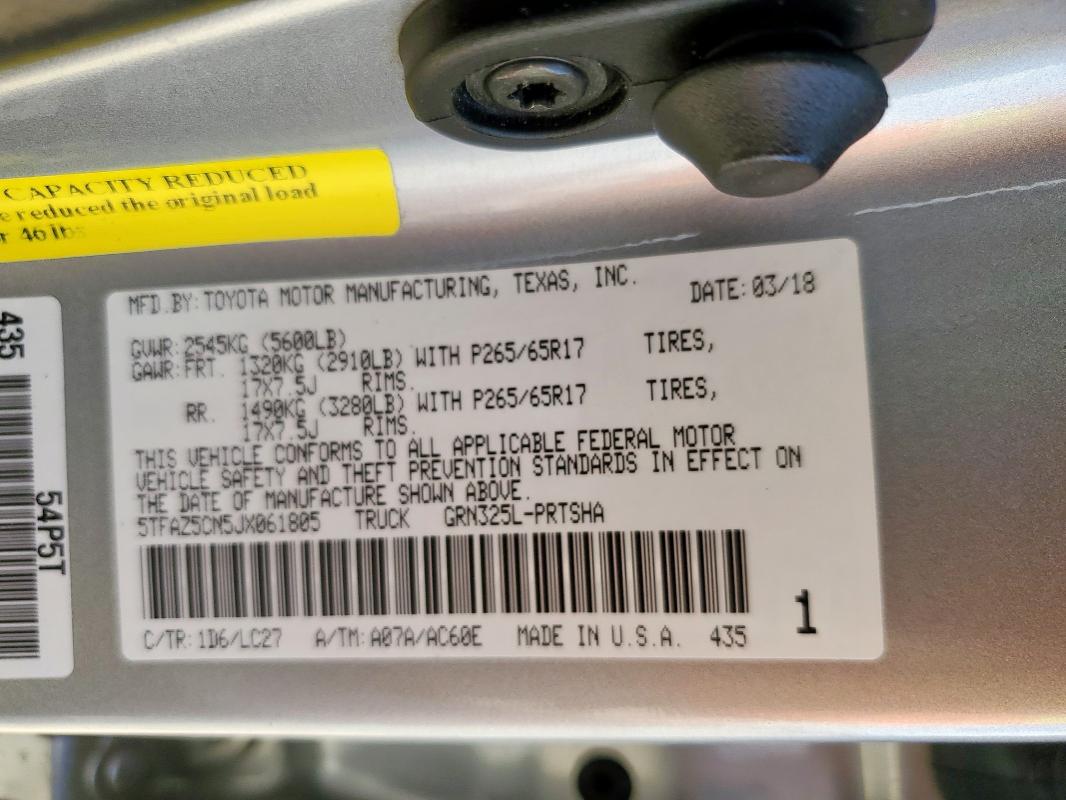 CAPACITY REDUCED
reduced the original load
46 lbs
MFD.BY:TOYOTA MOTOR MANUFACTURING, TEXAS, INC.
DATE:03/18
GVWR:2545KG (5600LB)
GAWR:FRT. 1320KG (2910LB) WITH P265/65R17 TIRES,
17X7.5J RIMS.
RR. 1490KG (3280LB) WITH P265/65R17 TIRES,
17X7.5J RIMS.
THIS VEHICLE CONFORMS TO ALL APPLICABLE FEDERAL MOTOR
VEHICLE SAFETY AND THEFT PREVENTION STANDARDS IN EFFECT ON
THE DATE OF MANUFACTURE SHOWN ABOVE.
5TFAZ5CN5JX061805 TRUCK GRN325L-PRTSHA
C/TR:1D6/LC27 A/TM:A07A/AC60E MADE IN U.S.A. 435
1
435
54P5T